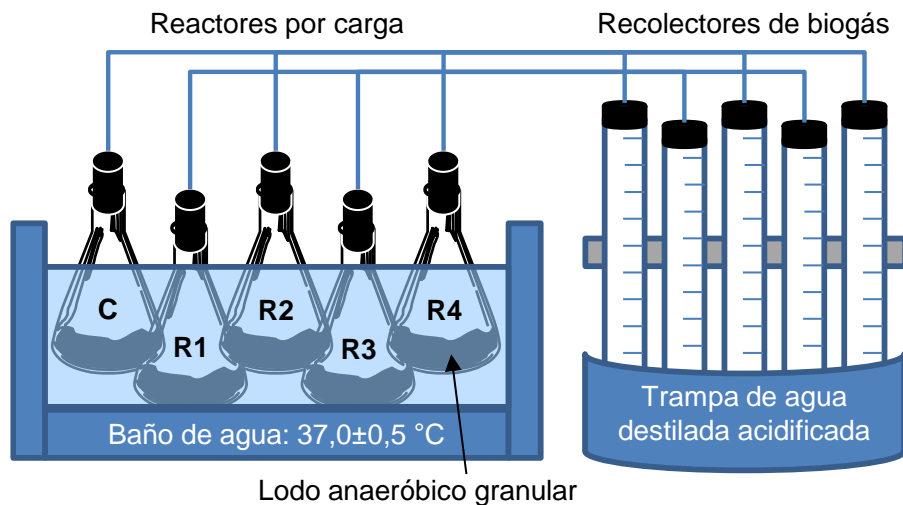 Reactores por carga
Recolectores de biogás
C
R1
R2
R3
R4
Baño de agua: 37,0±0,5 °C
Trampa de agua
destilada acidificada
Lodo anaeróbico granular